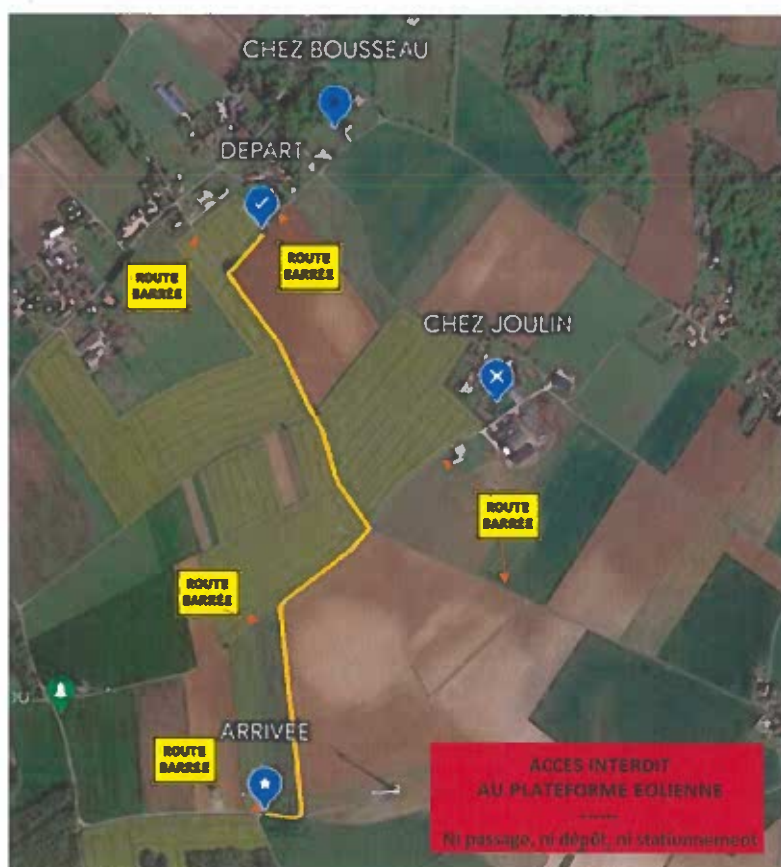 CHEZ BOUSSEAU
DEPART
ROUTE
BARRÉE
ROUTE
BARRÉE
CHEZ JOULIN
ROUTE
BARRÉE
ROUTE
BARRÉE
OU
ARRIVEE
ROUTE
BARRÉE
ACCES INTERDIT
AU PLATEFORME EOLIENNE
-----
Ni passage, ni dépôt, ni stationnement